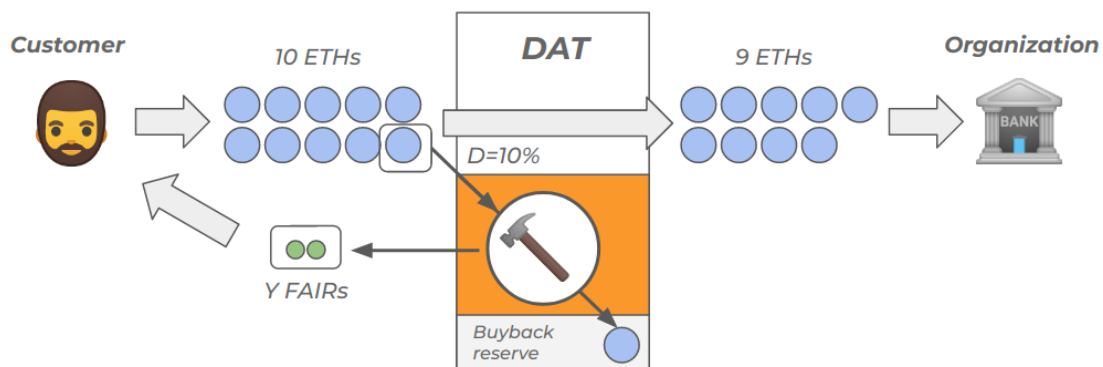 Customer
10 ETHs
DAT
9 ETHs
Organization
BANK
D=10%
Y FAIRs
Buyback
reserve